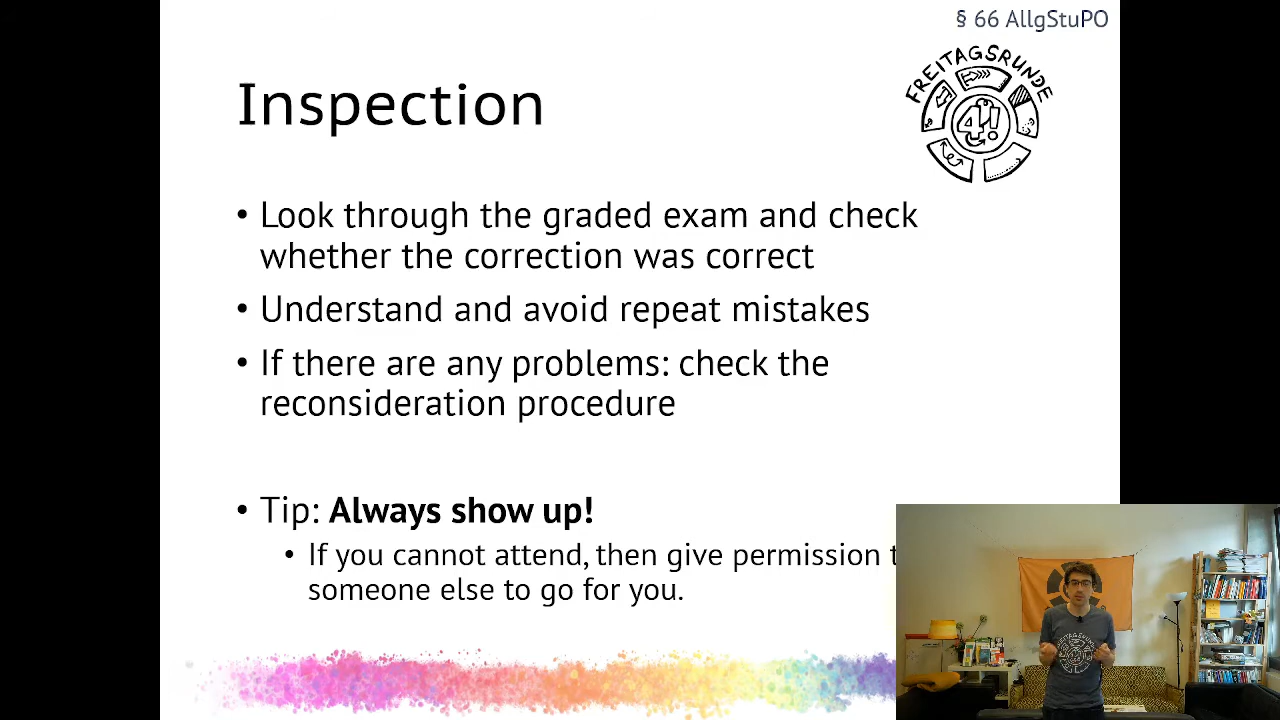 § 66 AllgStuPO
FREITAGSRUNDE
4!
Inspection
• Look through the graded exam and check
whether the correction was correct
• Understand and avoid repeat mistakes
• If there are any problems: check the
reconsideration procedure
• Tip: Always show up!
• If you cannot attend, then give permission
someone else to go for you.
FREITAGSRUNDE